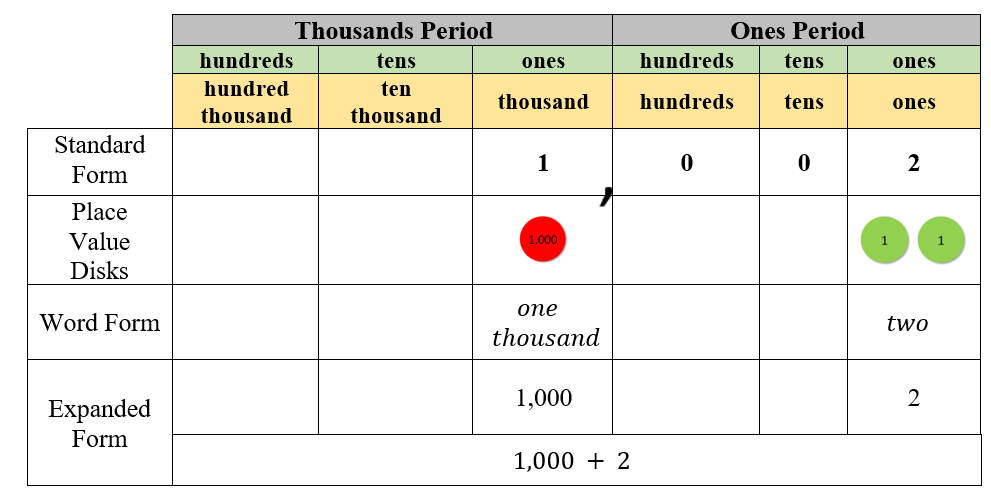 Thousands Period Ones Period
hundreds tens ones hundreds tens ones
hundred thousand ten thousand thousand hundreds tens ones
Standard Form 1 , 0 0 2
Place Value Disks 1,000 1 1
Word Form one thousand two
Expanded Form 1,000 2
1,000 + 2